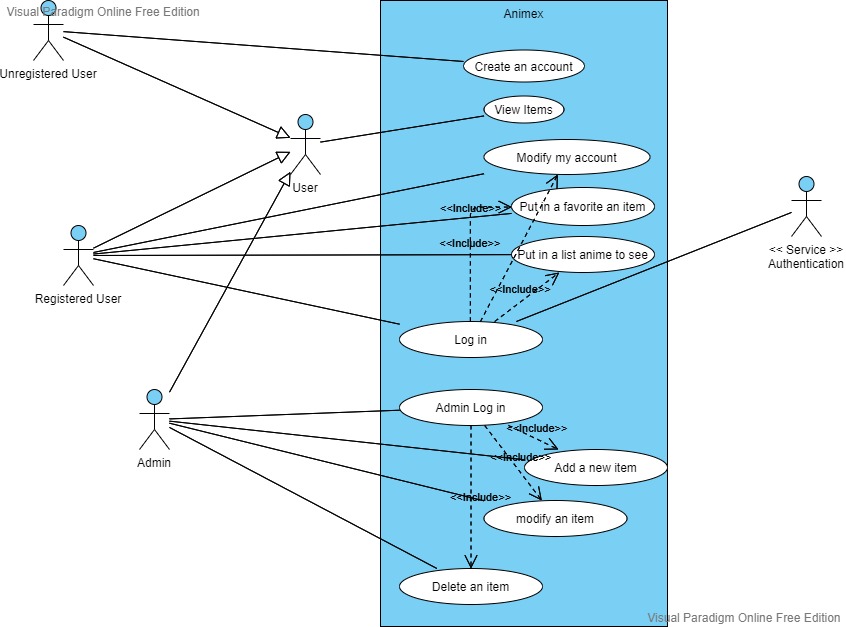 Visual Paradigm Online Free Edition
Animex
Unregistered User
Create an account
View Items
Modify my account
User
<<Include>>
Put in a favorite an item
<<Include>>
Put in a list anime to see
<< Service >>
Authentication
Registered User
<<Include>>
Log in
Admin Log in
<<Include>>
Admin
<<Include>>
Add a new item
<<Include>>
modify an item
Delete an item
Visual Paradigm Online Free Edition